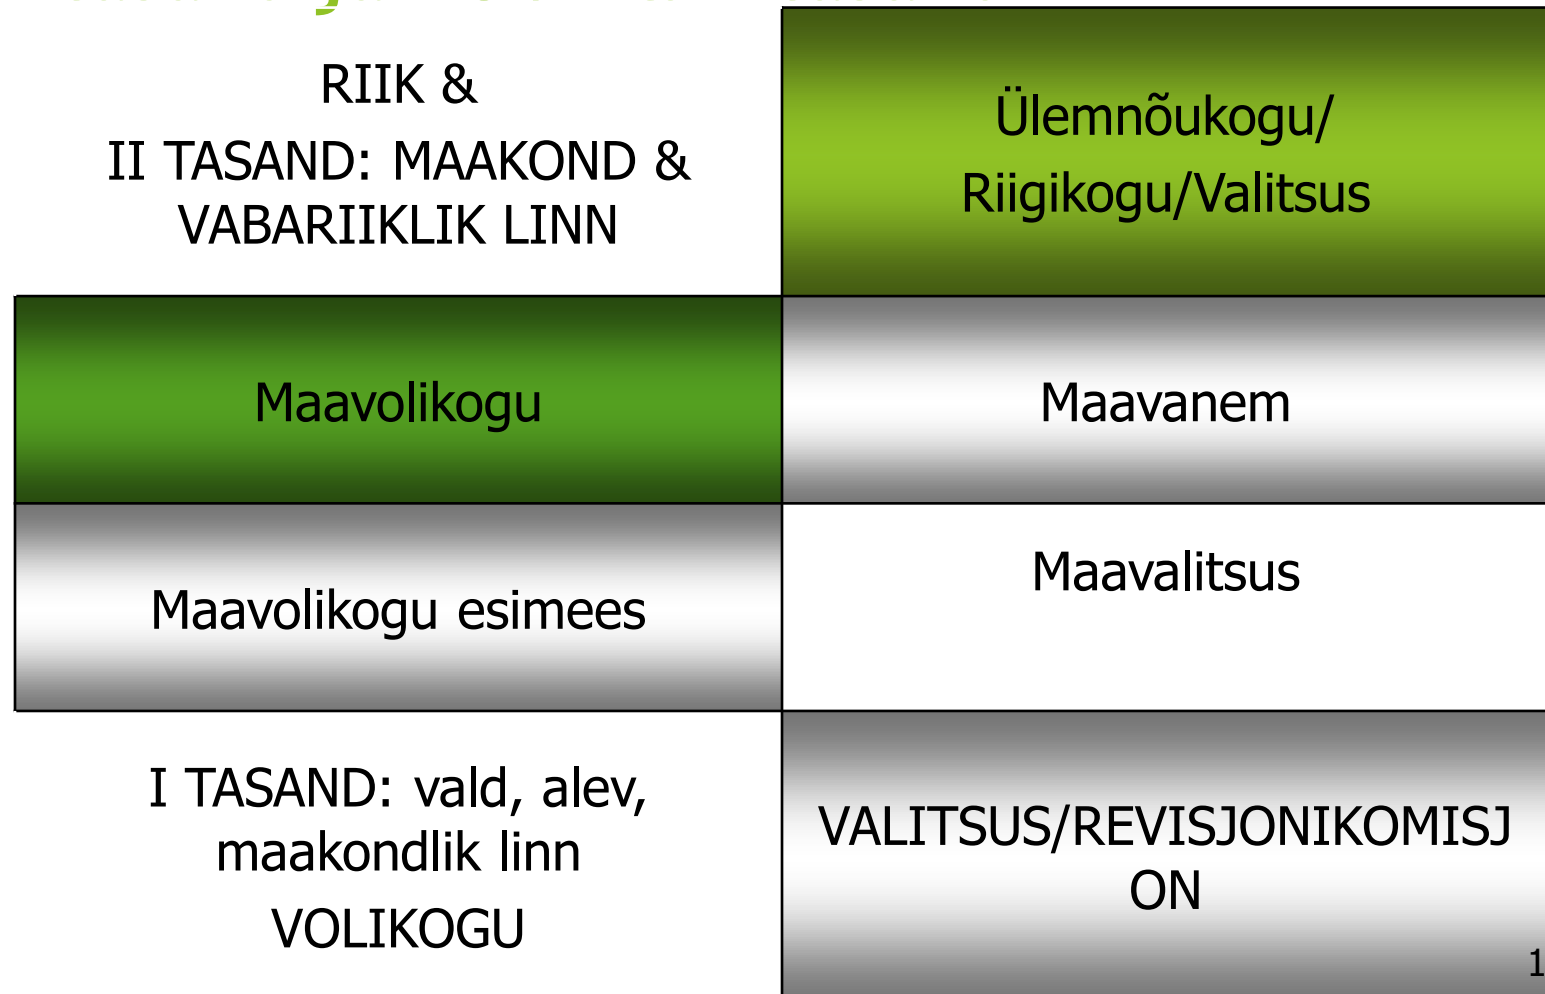 RIIK &
II TASAND: MAAKOND &
VABARIIKLIK LINN
Ülemnõukogu/
Riigikogu/Valitsus
Maavolikogu
Maavanem
Maavolikogu esimees
Maavalitsus
I TASAND: vald, alev,
maakondlik linn
VOLIKOGU
VALITSUS/REVISJONIKOMISJ
ON
1